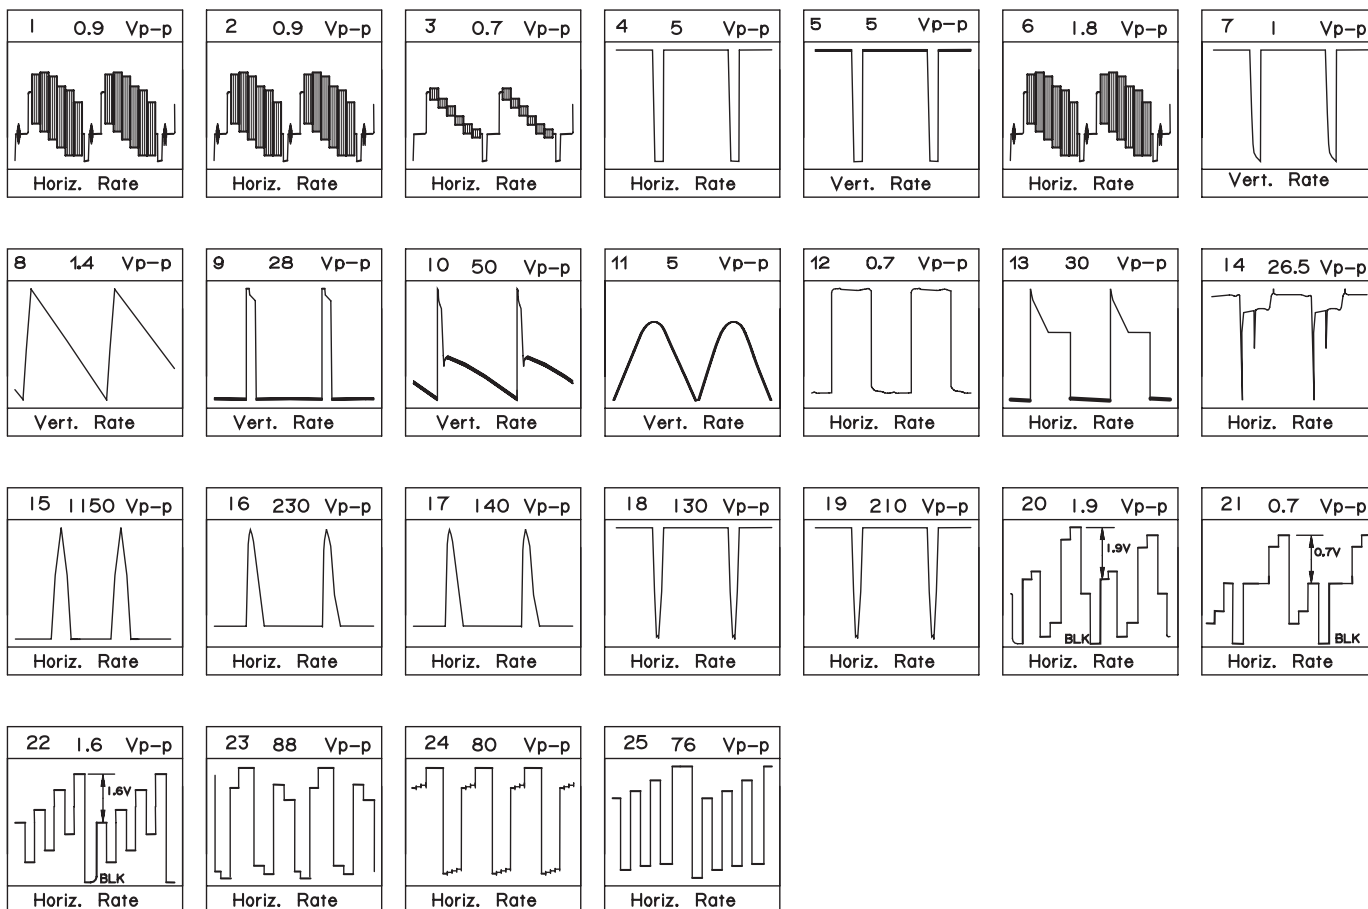 1 0.9 Vp-p
Horiz. Rate
2 0.9 Vp-p
Horiz. Rate
3 0.7 Vp-p
Horiz. Rate
4 5 Vp-p
Horiz. Rate
5 5 Vp-p
Vert. Rate
6 1.8 Vp-p
Horiz. Rate
7 1 Vp-p
Vert. Rate
8 1.4 Vp-p
Vert. Rate
9 28 Vp-p
Vert. Rate
10 50 Vp-p
Vert. Rate
11 5 Vp-p
Vert. Rate
12 0.7 Vp-p
Horiz. Rate
13 30 Vp-p
Horiz. Rate
14 26.5 Vp-p
Horiz. Rate
15 1150 Vp-p
Horiz. Rate
16 230 Vp-p
Horiz. Rate
17 140 Vp-p
Horiz. Rate
18 130 Vp-p
Horiz. Rate
19 210 Vp-p
Horiz. Rate
20 1.9 Vp-p
1.9V
BLK
Horiz. Rate
21 0.7 Vp-p
0.7V
BLK
Horiz. Rate
22 1.6 Vp-p
1.6V
BLK
Horiz. Rate
23 88 Vp-p
Horiz. Rate
24 80 Vp-p
Horiz. Rate
25 76 Vp-p
Horiz. Rate